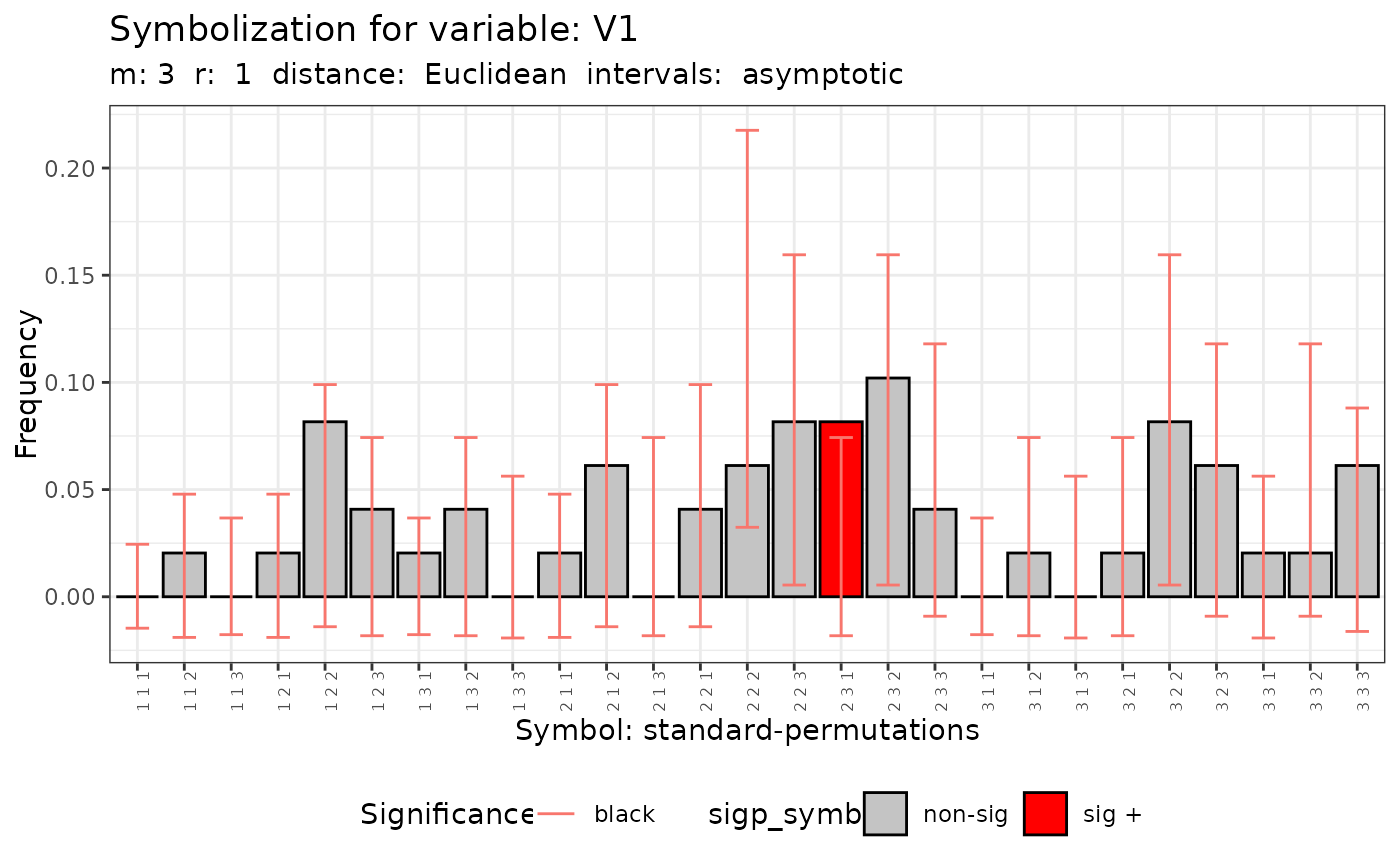 Symbolization for variable: V1
m: 3 r: 1 distance: Euclidean intervals: asymptotic
Frequency
0.20
0.15
0.10
0.05
0.00
1 1 1
1 1 2
1 1 3
1 2 1
1 2 2
1 2 3
1 3 1
1 3 2
1 3 3
2 1 1
2 1 2
2 1 3
2 2 1
2 2 2
2 2 3
2 3 1
2 3 2
2 3 3
3 1 1
3 1 2
3 1 3
3 2 1
3 2 2
3 2 3
3 3 1
3 3 2
3 3 3
Symbol: standard-permutations
Significance black sigp_symb non-sig sig +